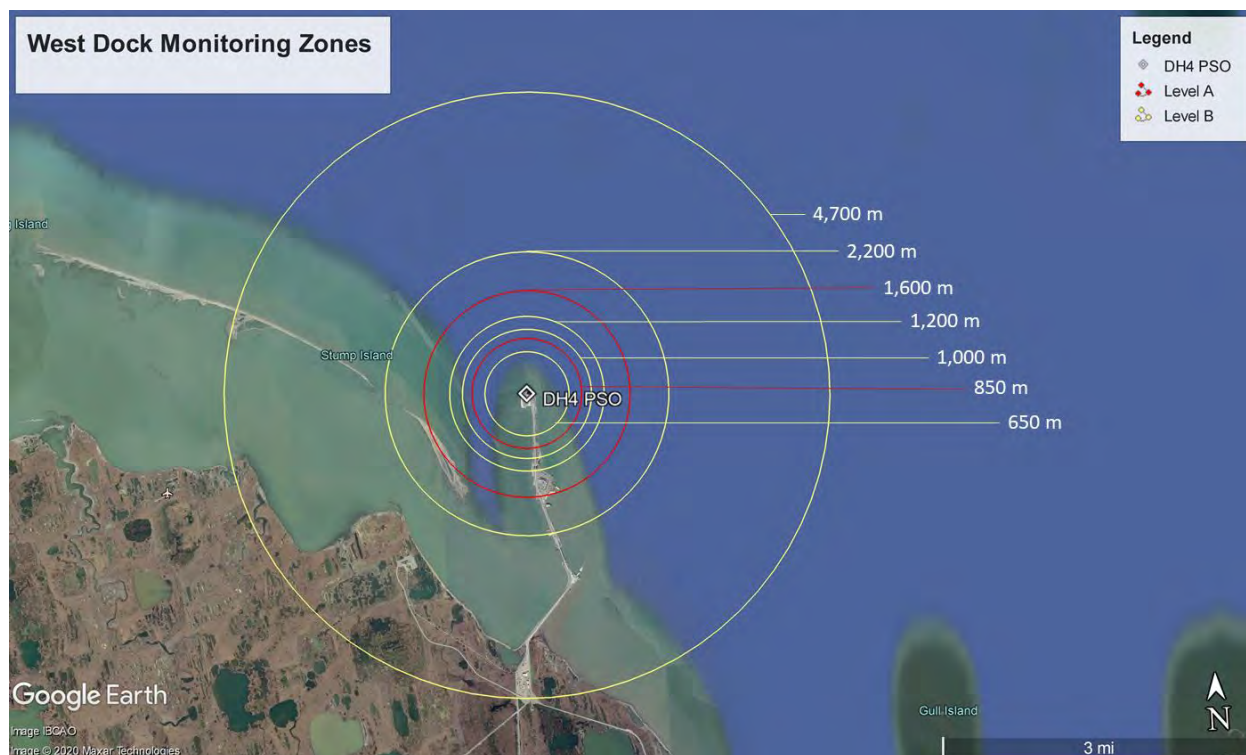 West Dock Monitoring Zones
Legend
DH4 PSO
Level A
Level B
4,700 m
Island
2,200 m
1,600 m
1,200 m
Stump Island
1,000 m
850 m
DH4 PSO
650 m
Google Earth
Gull Island
N
Image IBCAO
Image © 2020 Maxar Technologies
3 mi